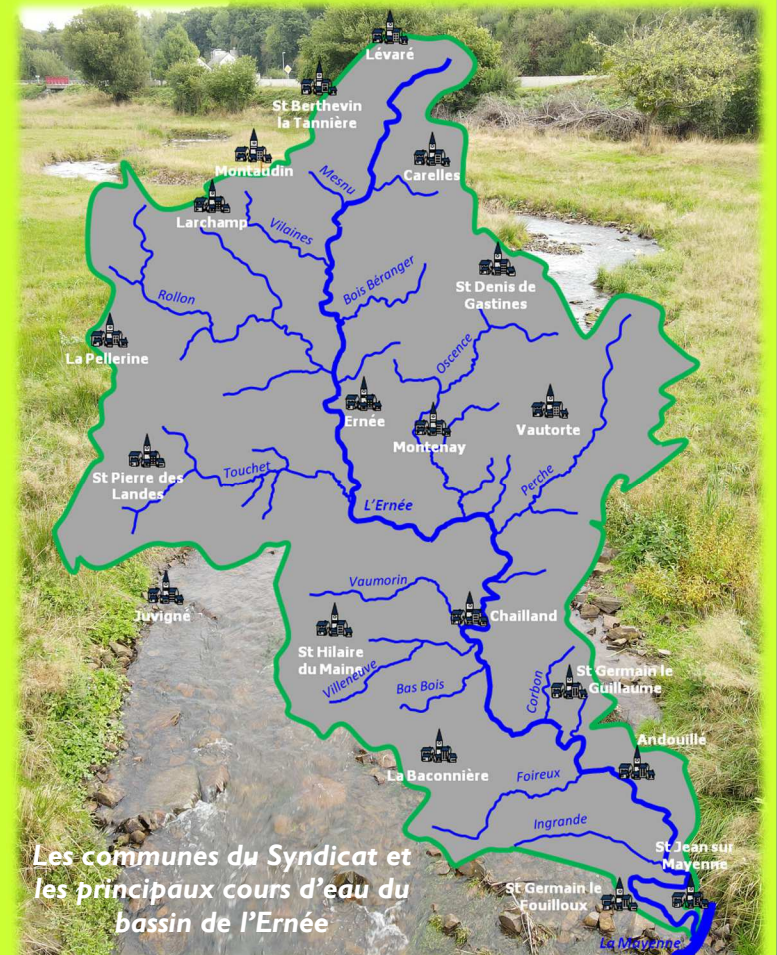 Lévaré
St Berthevin
la Tannière
Montaudin
Carelles
Mesnu
Larchamp
Vilaines
Bois Béranger
St Denis de
Gastines
Rollon
La Pellerine
Oscence
Ernée
Vautorte
Montenay
St Pierre des
Landes
Touchet
Perche
L'Ernée
Vaumorin
Juvigné
Chailland
St Hilaire
du Maine
Villeneuve
Bas Bois
Corbon
St Germain le
Guillaume
Andouillé
La Baconnière
Foireux
Ingrande
St Jean sur
Mayenne
Les communes du Syndicat et
les principaux cours d'eau du
bassin de l'Ernée
St Germain le
Fouilloux
La Mayenne